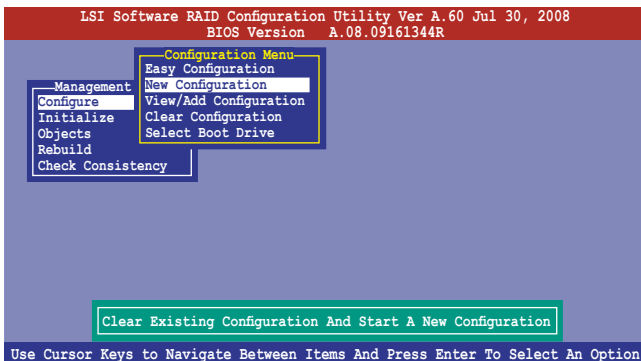 LSI Software RAID Configuration Utility Ver A.60 Jul 30, 2008
BIOS Version A.08.09161344R
Configuration Menu
Easy Configuration
New Configuration
View/Add Configuration
Clear Configuration
Select Boot Drive
Management
Configure
Initialize
Objects
Rebuild
Check Consistency
Clear Existing Configuration And Start A New Configuration
Use Cursor Keys to Navigate Between Items And Press Enter To Select An Option